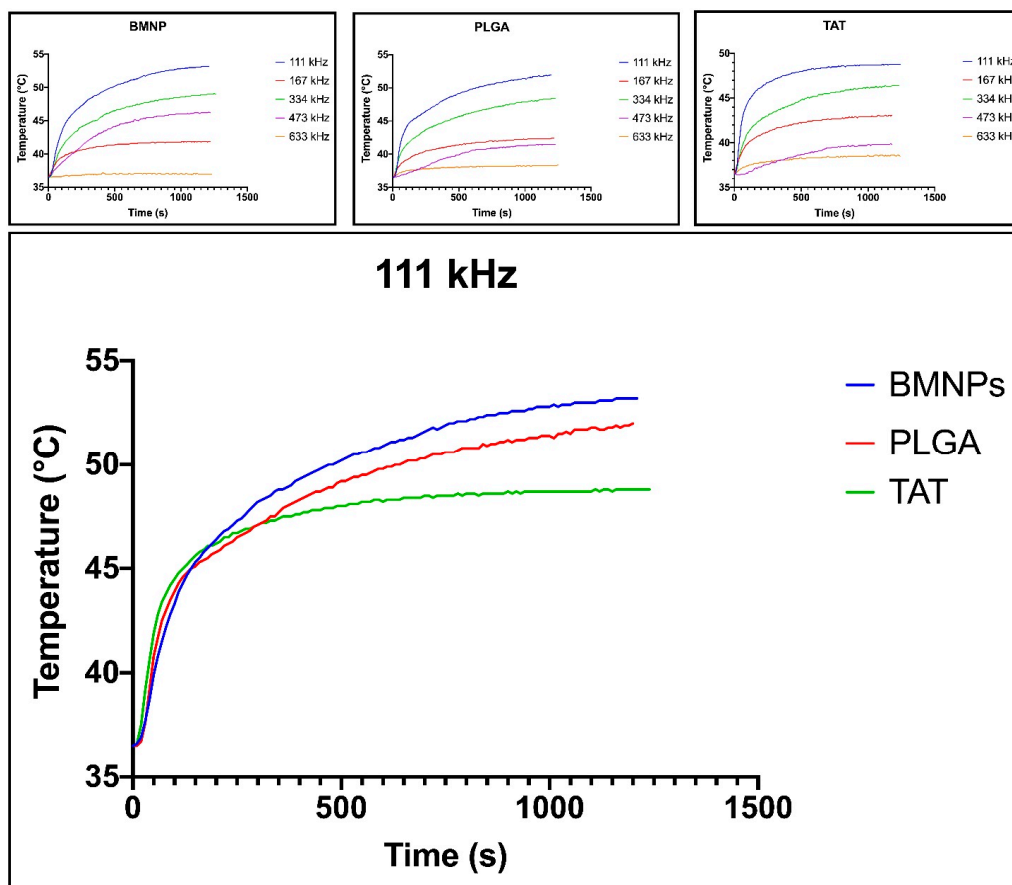 BMNP
Temperature (°C)
55
50
45
40
35
0
500
1000
1500
Time (s)
111 kHz
167 kHz
334 kHz
473 kHz
633 kHz
PLGA
Temperature (°C)
55
50
45
40
35
0
500
1000
1500
Time (s)
111 kHz
167 kHz
334 kHz
473 kHz
633 kHz
TAT
Temperature (°C)
50
45
40
35
0
500
1000
1500
Time (s)
111 kHz
167 kHz
334 kHz
473 kHz
633 kHz
111 kHz
Temperature (°C)
55
50
45
40
35
0
500
1000
1500
Time (s)
BMNPs
PLGA
TAT